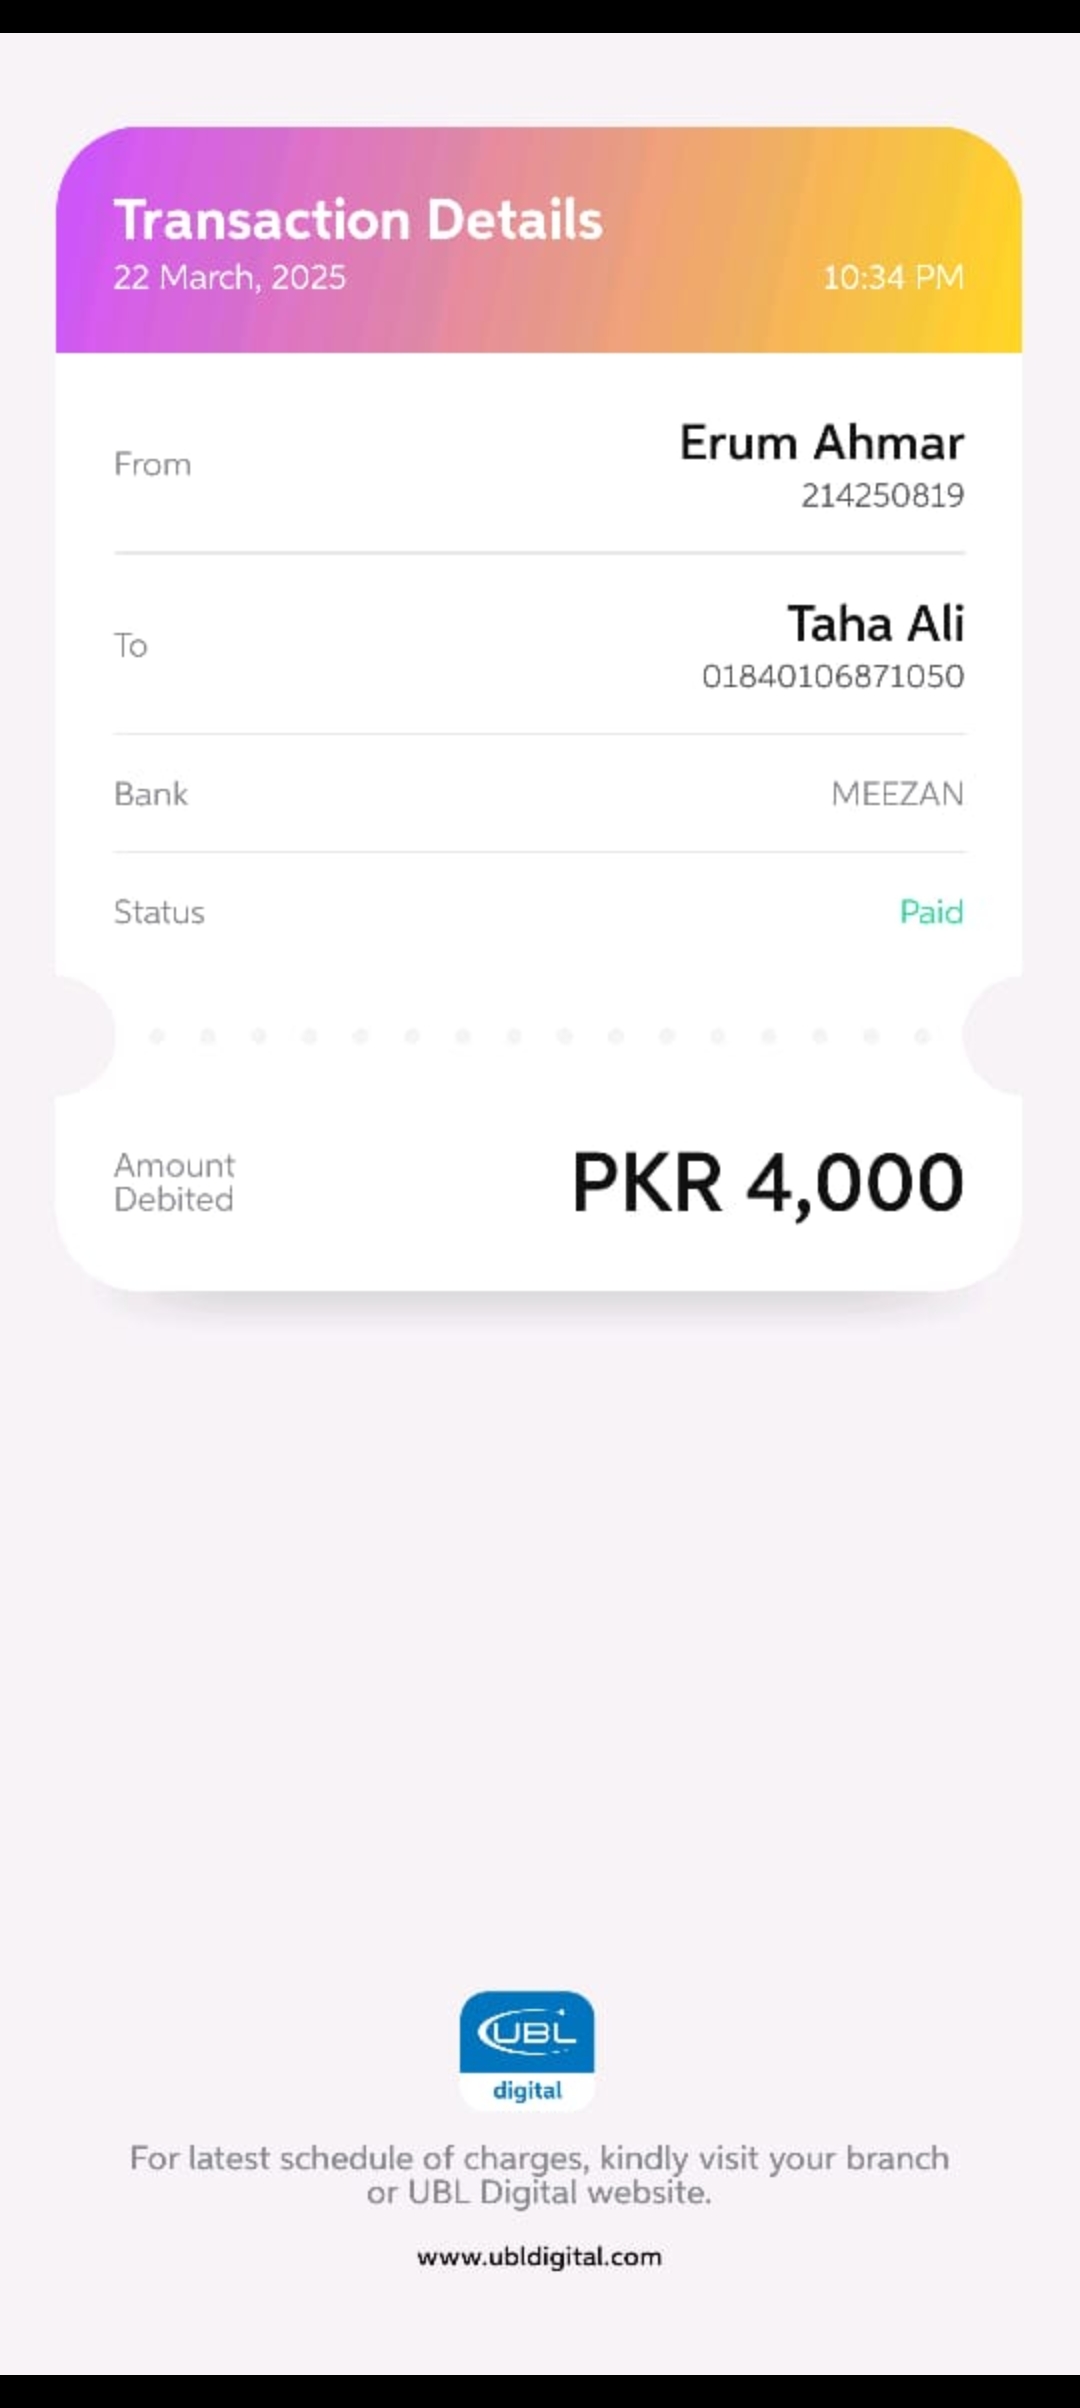 Transaction Details
22 March, 2025 10:34 PM
From Erum Ahmar
214250819
To Taha Ali
01840106871050
Bank MEEZAN
Status Paid
Amount
Debited PKR 4,000
UBL
digital
For latest schedule of charges, kindly visit your branch
or UBL Digital website.
www.ubldigital.com